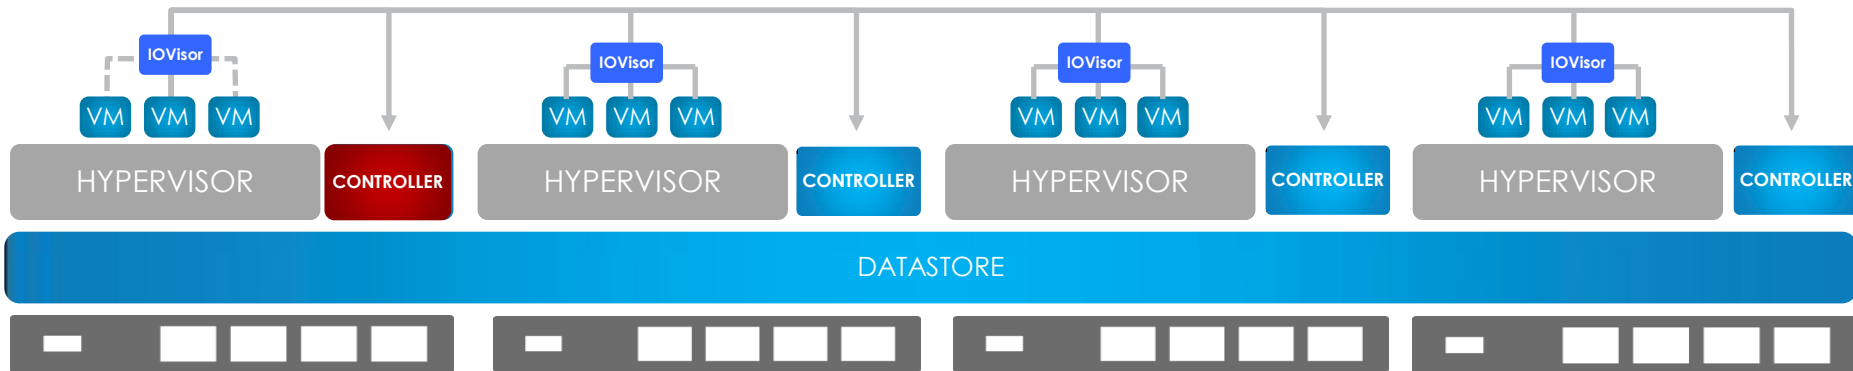 IOVisor
IOVisor
IOVisor
IOVisor
VM VM VM
VM VM VM
VM VM VM
VM VM VM
HYPERVISOR
CONTROLLER
HYPERVISOR
CONTROLLER
HYPERVISOR
CONTROLLER
HYPERVISOR
CONTROLLER
DATASTORE